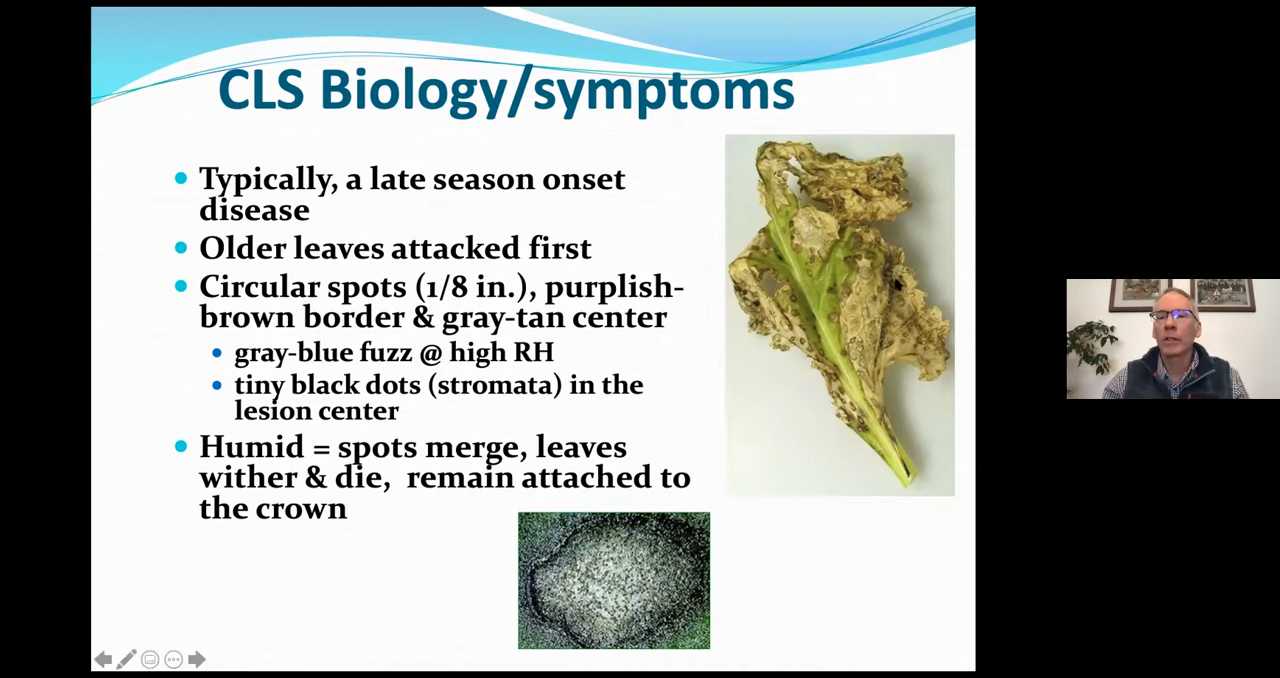 CLS Biology/symptoms
Typically, a late season onset
disease
Older leaves attacked first
Circular spots (1/8 in.), purplish-
brown border & gray-tan center
gray-blue fuzz @ high RH
tiny black dots (stromata) in the
lesion center
Humid = spots merge, leaves
wither & die, remain attached to
the crown